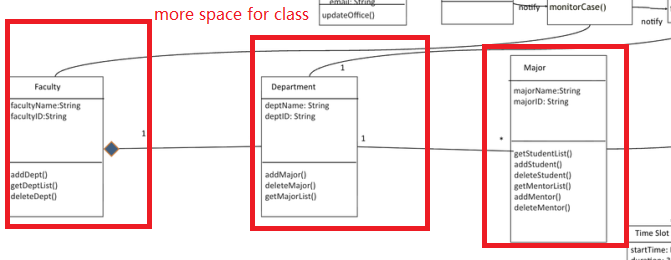 more space for class
email: String
updateOffice()
notify
monitorCase()
notify
Faculty
facultyName:String
facultyID:String
addDept()
getDeptList()
deleteDept()
1
1
Department
deptName: String
deptID: String
addMajor()
deleteMajor()
getMajorList()
1
*
Major
majorName:String
majorID: String
getStudentList()
addStudent()
deleteStudent()
getMentorList()
addMentor()
deleteMentor()
Time Slot
startTime: